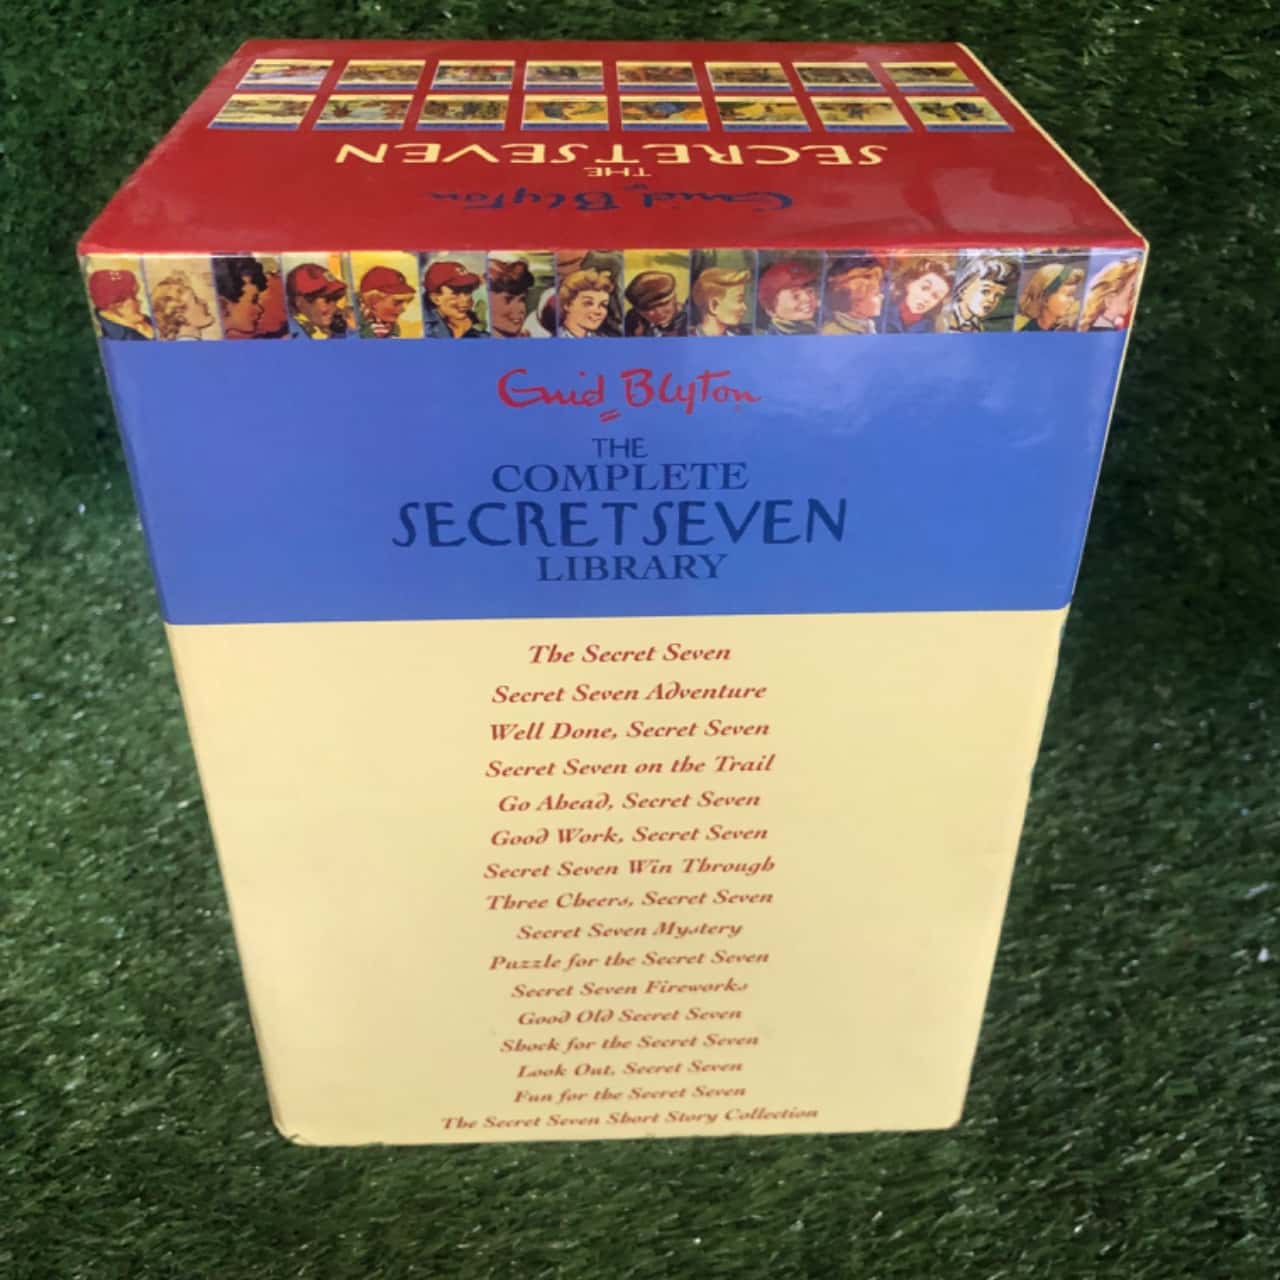 SECRET SEVEN
THE
Enid Blyton
Enid Blyton
THE
COMPLETE
SECRET SEVEN
LIBRARY
The Secret Seven
Secret Seven Adventure
Well Done, Secret Seven
Secret Seven on the Trail
Go Ahead, Secret Seven
Good Work, Secret Seven
Secret Seven Win Through
Three Cheers, Secret Seven
Secret Seven Mystery
Puzzle for the Secret Seven
Secret Seven Fireworks
Good Old Secret Seven
Shock for the Secret Seven
Look Out, Secret Seven
Fun for the Secret Seven
The Secret Seven Short Story Collection